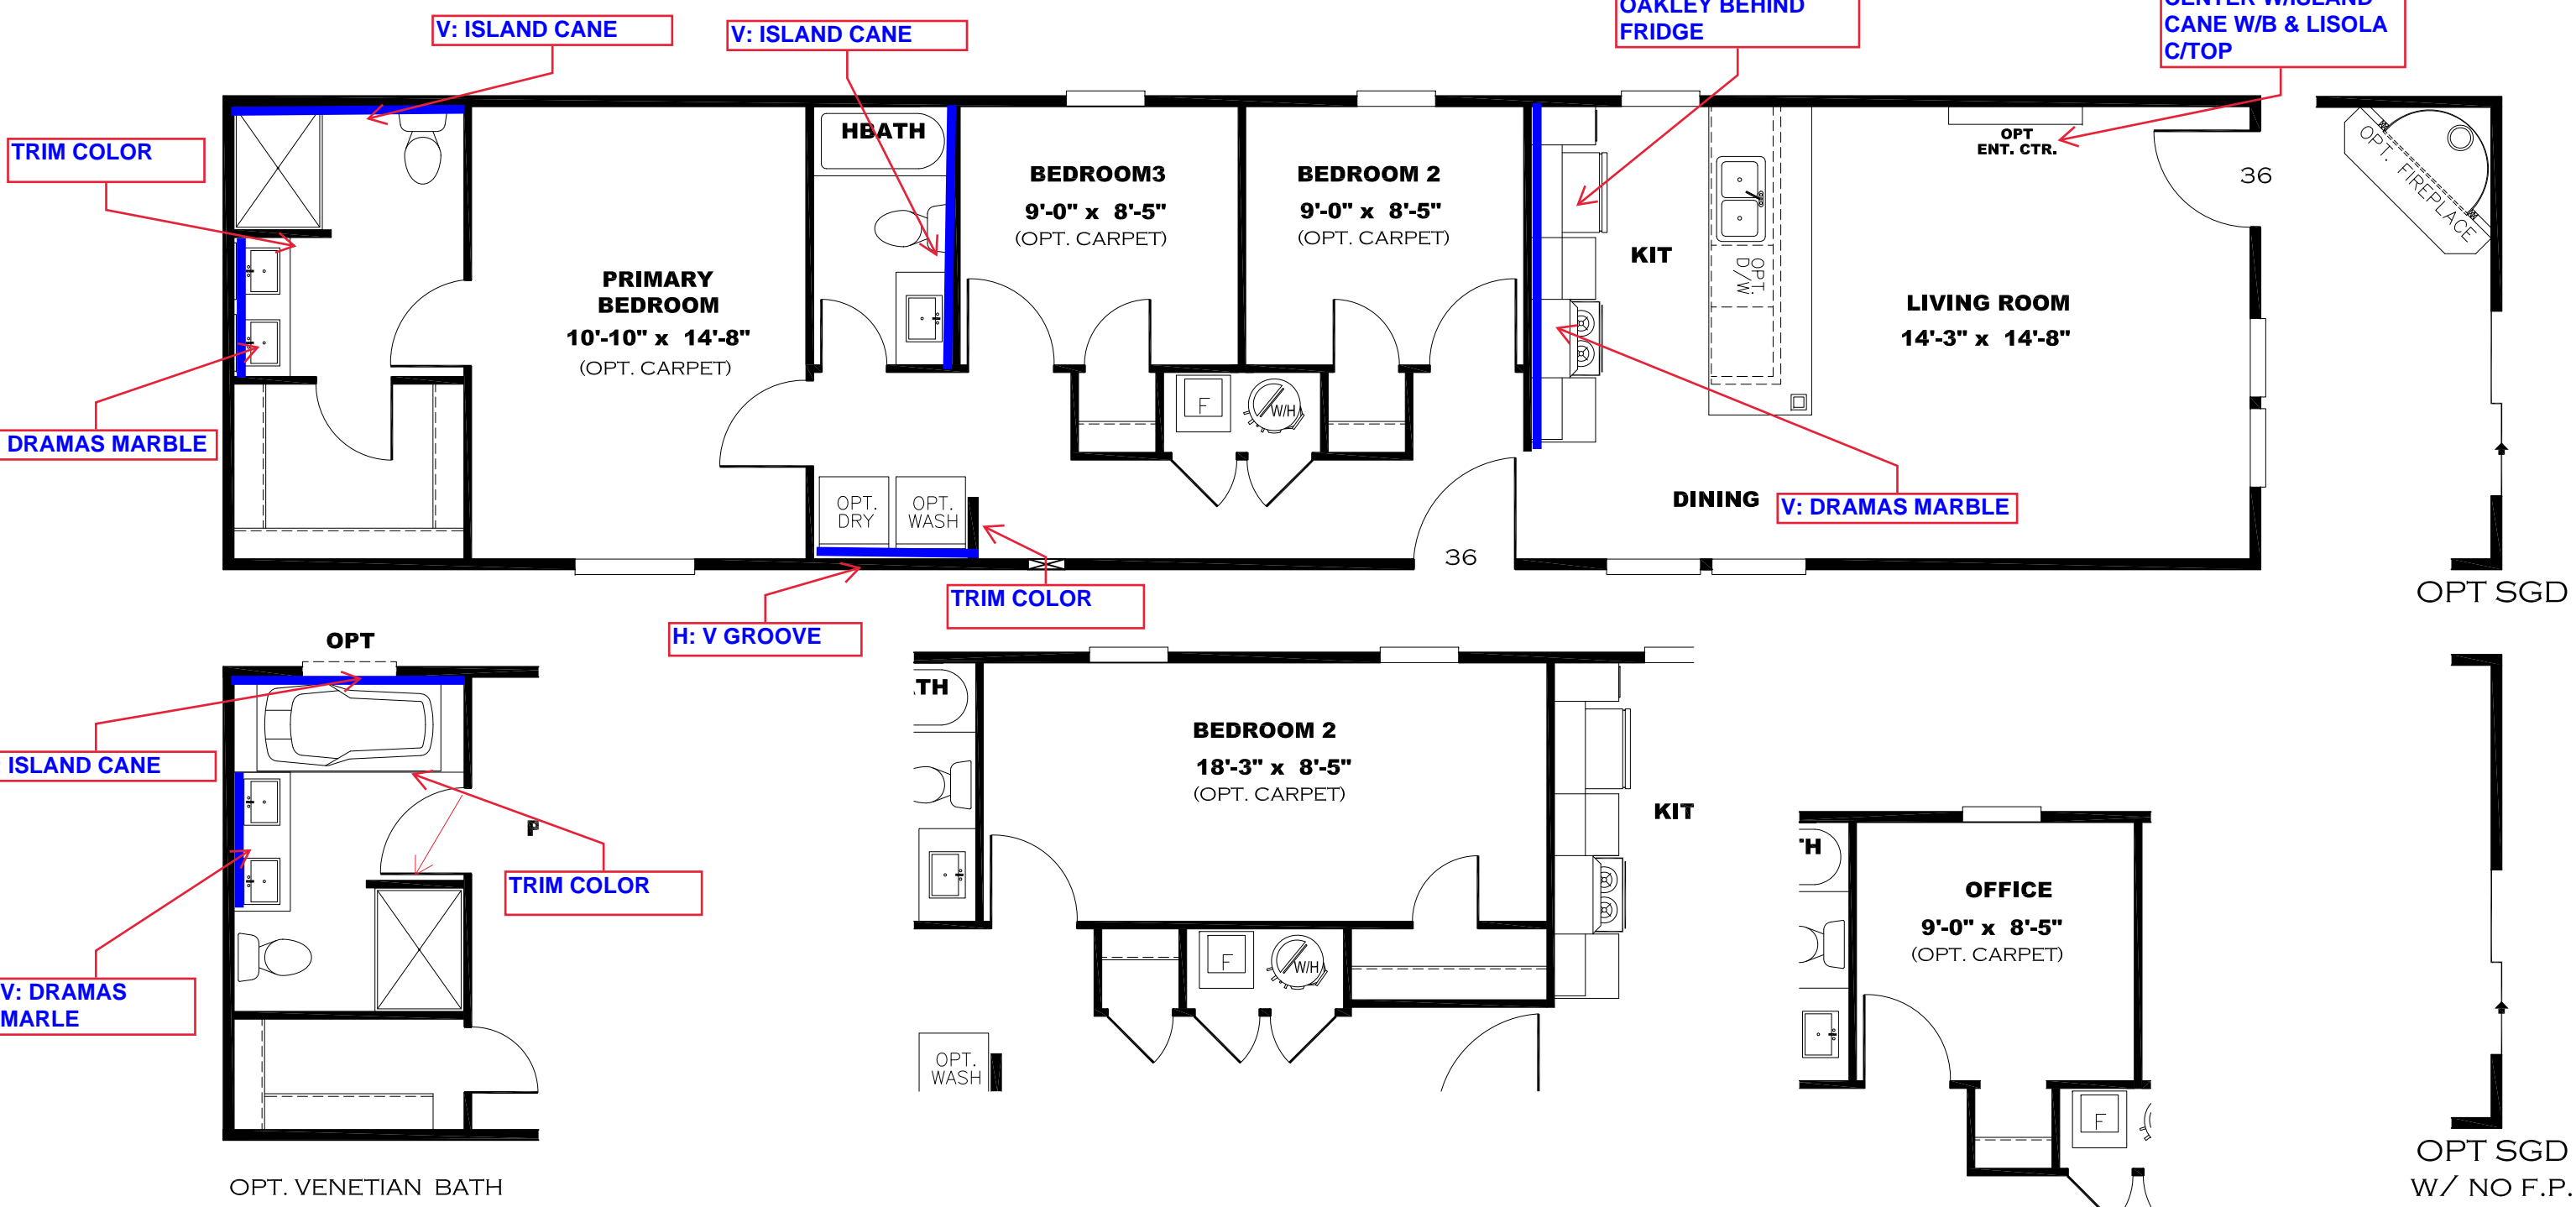 V: ISLAND CANE
V: ISLAND CANE
OAKLEY BEHIND
FRIDGE
CENTER W/ISLAND
CANE W/B & LISOLA
C/TOP
TRIM COLOR
HBATH
BEDROOM3
9'-0" x 8'-5"
(OPT. CARPET)
BEDROOM 2
9'-0" x 8'-5"
(OPT. CARPET)
OPT
ENT. CTR.
36
OPT. FIREPLACE
KIT
OPT.
D/W
PRIMARY
BEDROOM
10'-10" x 14'-8"
(OPT. CARPET)
LIVING ROOM
14'-3" x 14'-8"
DRAMAS MARBLE
F
W/H
OPT.
DRY
OPT.
WASH
DINING
V: DRAMAS MARBLE
36
TRIM COLOR
H: V GROOVE
OPT SGD
OPT
ISLAND CANE
P
TRIM COLOR
V: DRAMAS
MARLE
OPT. VENETIAN BATH
TH
BEDROOM 2
18'-3" x 8'-5"
(OPT. CARPET)
KIT
F
W/H
OPT.
WASH
TH
OFFICE
9'-0" x 8'-5"
(OPT. CARPET)
F
OPT SGD
W/ NO F.P.